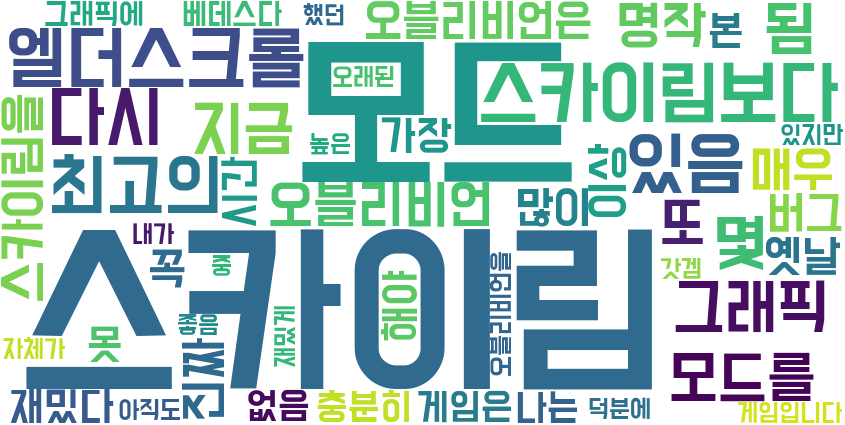 그래픽에
베데스다
했던
오블리비언은
명작
본
됨
엘더스크롤
모드
오래된
스카이림보다
스카이림을
다시
지금
높은
가장
있지만
최고의
시간
오블리비언
많이
이상
있음
매우
내가
꼭
중
해야
또
몇
버그
옛날
스카이림
오블리비언을
갓겜
그래픽
자체가
못
좋음
진짜
재밌게
모드를
재밌다
아직도
없음
충분히
게임은
나는
덕분에
게임입니다